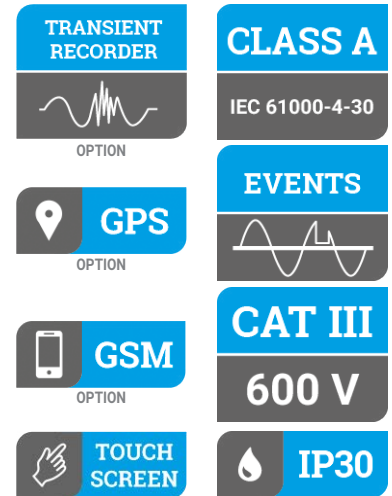 TRANSIENT
RECORDER
OPTION
CLASS A
IEC 61000-4-30
GPS
OPTION
EVENTS
GSM
OPTION
CAT III
600 V
TOUCH
SCREEN
IP30